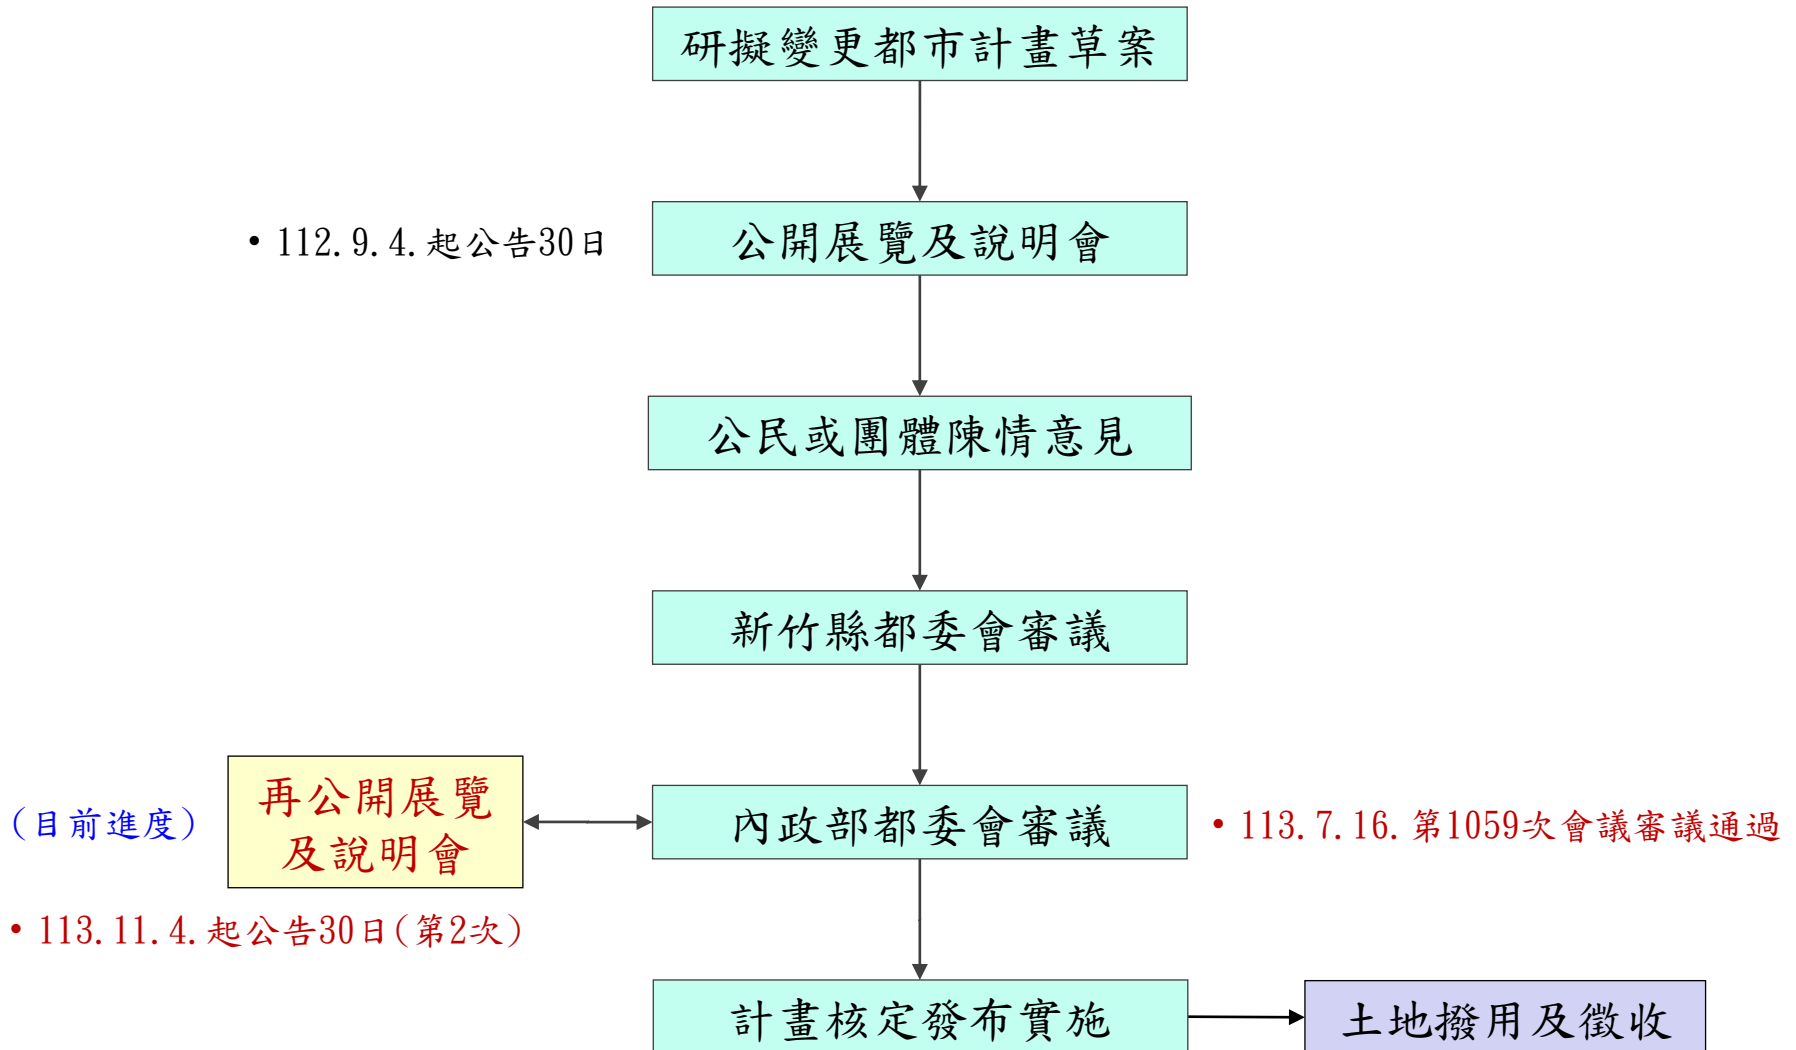 研擬變更都市計畫草案
• 112.9.4.起公告30日
公開展覽及說明會
公民或團體陳情意見
新竹縣都委會審議
(目前進度)
再公開展覽
及說明會
內政部都委會審議
• 113.7.16.第1059次會議審議通過
• 113.11.4.起公告30日(第2次)
計畫核定發布實施
土地撥用及徵收